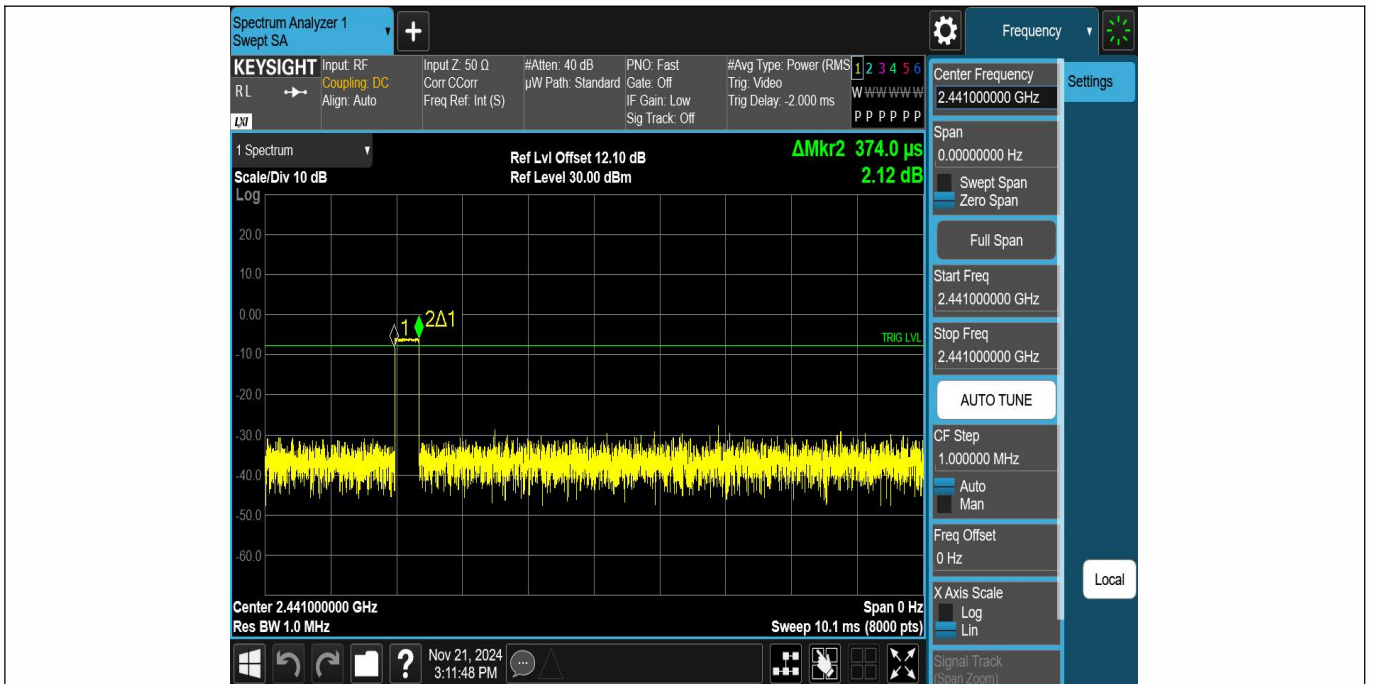 Spectrum Analyzer 1
Swept SA
+
Frequency
KEYSIGHT
RL
LXI
Input: RF
Coupling: DC
Align: Auto
Input Z: 50 Ω
Corr CCorr
Freq Ref: Int (S)
#Atten: 40 dB
µW Path: Standard
PNO: Fast
Gate: Off
IF Gain: Low
Sig Track: Off
#Avg Type: Power (RMS
Trig: Video
Trig Delay: -2.000 ms
1 2 3 4 5 6
W W W W W W
P P P P P P
1 Spectrum
Scale/Div 10 dB
Log
Ref Lvl Offset 12.10 dB
Ref Level 30.00 dBm
ΔMkr2 374.0 µs
2.12 dB
20.0
10.0
0.00
-10.0
-20.0
-30.0
-40.0
-50.0
-60.0
1
2Δ1
TRIG LVL
Center 2.441000000 GHz
Res BW 1.0 MHz
Span 0 Hz
Sweep 10.1 ms (8000 pts)
Center Frequency
2.441000000 GHz
Settings
Span
0.00000000 Hz
Swept Span
Zero Span
Full Span
Start Freq
2.441000000 GHz
Stop Freq
2.441000000 GHz
AUTO TUNE
CF Step
1.000000 MHz
Auto
Man
Freq Offset
0 Hz
X Axis Scale
Log
Lin
Local
Signal Track
(Span Zoom)
?
Nov 21, 2024
3:11:48 PM